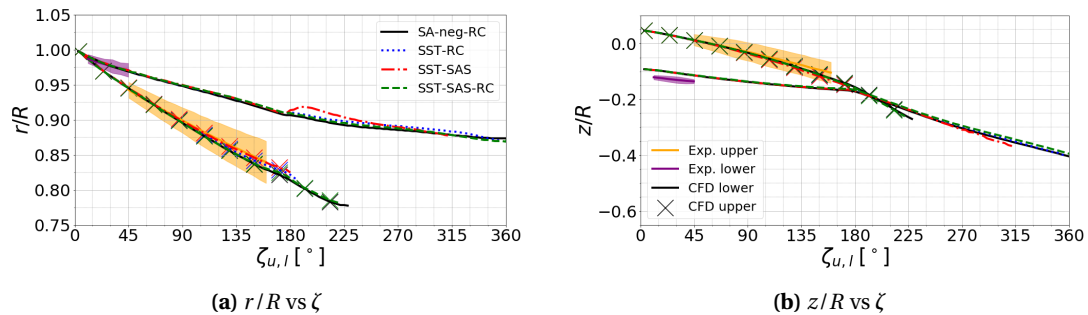 1.00
0.95
0.90
0.85
0.80
0.75
r/R
0 45 90 135 180 225 270 315 360
ζu, l [ ° ]
SA-neg-RC
SST-RC
SST-SAS
SST-SAS-RC
(a) r/R vs ζ
0.0
−0.2
−0.4
−0.6
z/R
0 45 90 135 180 225 270 315 360
ζu, l [ ° ]
Exp. upper
Exp. lower
CFD lower
CFD upper
(b) z/R vs ζ